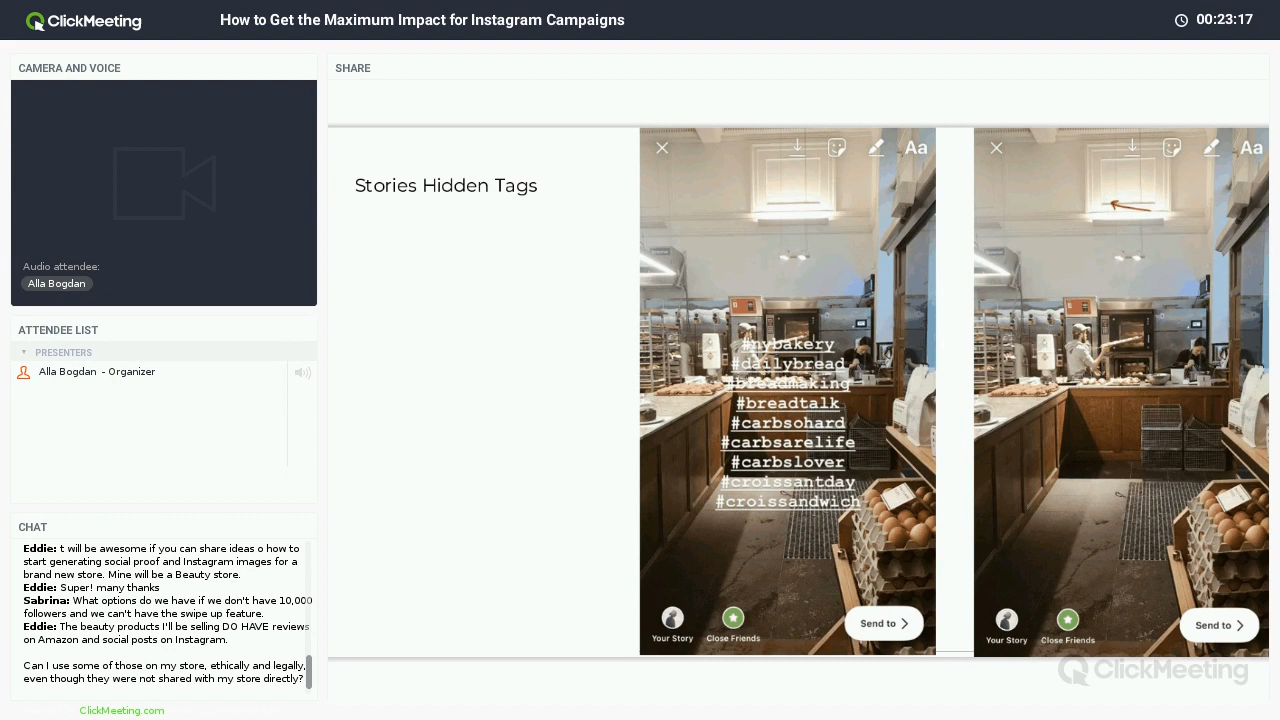 ClickMeeting
How to Get the Maximum Impact for Instagram Campaigns
00:23:17
CAMERA AND VOICE
Audio attendee:
Alla Bogdan
ATTENDEE LIST
PRESENTERS
Alla Bogdan - Organizer
CHAT
Eddie: t will be awesome if you can share ideas o how to
start generating social proof and Instagram images for a
brand new store. Mine will be a Beauty store.
Eddie: Super! many thanks
Sabrina: What options do we have if we don't have 10,000
followers and we can't have the swipe up feature.
Eddie: The beauty products I'll be selling DO HAVE reviews
on Amazon and social posts on Instagram.
Can I use some of those on my store, ethically and legally,
even though they were not shared with my store directly?
ClickMeeting.com
SHARE
Stories Hidden Tags
Aa
#nybakery
#dailybread
#breadmaking
#breadtalk
#carbsohard
#carbsarelife
#carbslover
#croissantday
#croissandwich
Your Story
Close Friends
Send to
Aa
Your Story
Close Friends
Send to
ClickMeeting